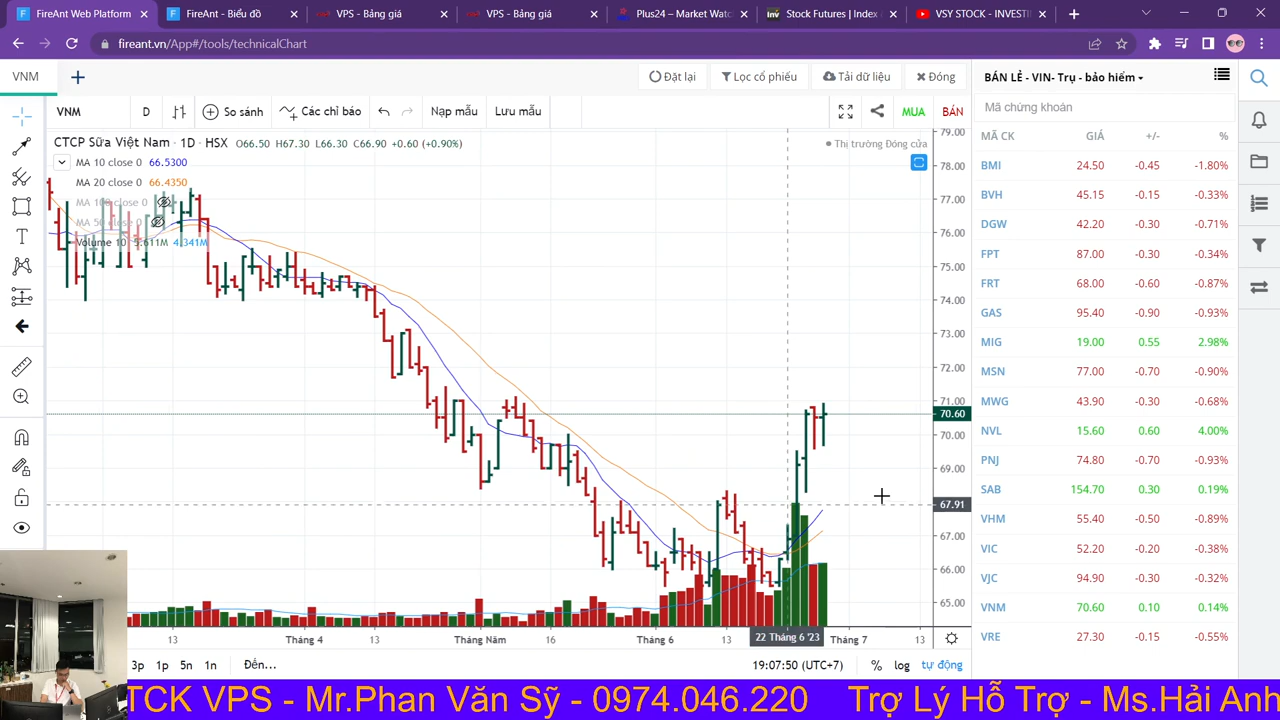 FireAnt Web Platform
FireAnt - Biểu đồ
VPS - Bảng giá
VPS - Bảng giá
Plus24 – Market Wat
Stock Futures | Index
VSY STOCK - INVESTI
fireant.vn/App#/tools/technicalChart
VNM
Đặt lại
Lọc cổ phiếu
Tải dữ liệu
Đóng
VNM
D
So sánh
Các chỉ báo
Nạp mẫu
Lưu mẫu
MUA
BÁN
CTCP Sữa Việt Nam · 1D · HSX O66.50 H67.30 L66.30 C66.90 +0.60 (+0.90%)
Thị trường Đóng cửa
MA 10 close 0 66.5300
MA 20 close 0 66.4350
MA 100 close 0
MA 50 close 0
Volume 10 5.611M 4.341M
79.00
78.00
77.00
76.00
75.00
74.00
73.00
72.00
71.00
70.60
70.00
69.00
67.91
67.00
66.00
65.00
13
Tháng 4
13
Tháng Năm
16
Tháng 6
13
22 Tháng 6 '23
Tháng 7
13
3p 1p 5n 1n
Đến...
19:07:50 (UTC+7)
% log tự động
BÁN LẺ - VIN- Trụ - bảo hiểm
Mã chứng khoán
MÃ CK GIÁ +/- %
BMI 24.50 -0.45 -1.80%
BVH 45.15 -0.15 -0.33%
DGW 42.20 -0.30 -0.71%
FPT 87.00 -0.30 -0.34%
FRT 68.00 -0.60 -0.87%
GAS 95.40 -0.90 -0.93%
MIG 19.00 0.55 2.98%
MSN 77.00 -0.70 -0.90%
MWG 43.90 -0.30 -0.68%
NVL 15.60 0.60 4.00%
PNJ 74.80 -0.70 -0.93%
SAB 154.70 0.30 0.19%
VHM 55.40 -0.50 -0.89%
VIC 52.20 -0.20 -0.38%
VJC 94.90 -0.30 -0.32%
VNM 70.60 0.10 0.14%
VRE 27.30 -0.15 -0.55%
TCK VPS - Mr.Phan Văn Sỹ - 0974.046.220 Trợ Lý Hỗ Trợ - Ms.Hải Anh